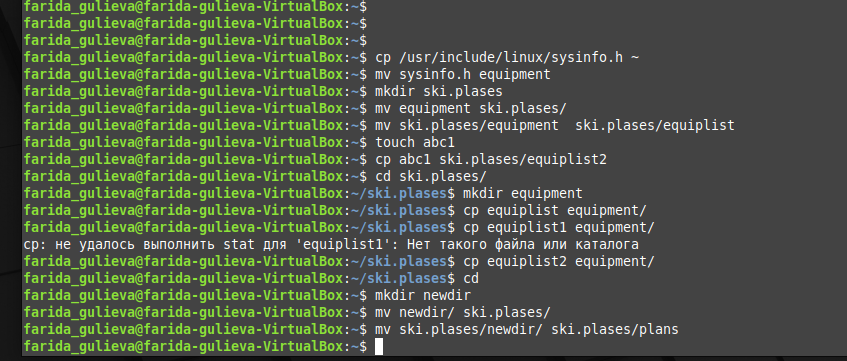 farida_gulieva@farida-gulieva-VirtualBox:~$
farida_gulieva@farida-gulieva-VirtualBox:~$
farida_gulieva@farida-gulieva-VirtualBox:~$
farida_gulieva@farida-gulieva-VirtualBox:~$ cp /usr/include/linux/sysinfo.h ~
farida_gulieva@farida-gulieva-VirtualBox:~$ mv sysinfo.h equipment
farida_gulieva@farida-gulieva-VirtualBox:~$ mkdir ski.plases
farida_gulieva@farida-gulieva-VirtualBox:~$ mv equipment ski.plases/
farida_gulieva@farida-gulieva-VirtualBox:~$ mv ski.plases/equipment  ski.plases/equiplist
farida_gulieva@farida-gulieva-VirtualBox:~$ touch abc1
farida_gulieva@farida-gulieva-VirtualBox:~$ cp abc1 ski.plases/equiplist2
farida_gulieva@farida-gulieva-VirtualBox:~$ cd ski.plases/
farida_gulieva@farida-gulieva-VirtualBox:~/ski.plases$ mkdir equipment
farida_gulieva@farida-gulieva-VirtualBox:~/ski.plases$ cp equiplist equipment/
farida_gulieva@farida-gulieva-VirtualBox:~/ski.plases$ cp equiplist1 equipment/
cp: не удалось выполнить stat для 'equiplist1': Нет такого файла или каталога
farida_gulieva@farida-gulieva-VirtualBox:~/ski.plases$ cp equiplist2 equipment/
farida_gulieva@farida-gulieva-VirtualBox:~/ski.plases$ cd
farida_gulieva@farida-gulieva-VirtualBox:~$ mkdir newdir
farida_gulieva@farida-gulieva-VirtualBox:~$ mv newdir/ ski.plases/
farida_gulieva@farida-gulieva-VirtualBox:~$ mv ski.plases/newdir/ ski.plases/plans
farida_gulieva@farida-gulieva-VirtualBox:~$